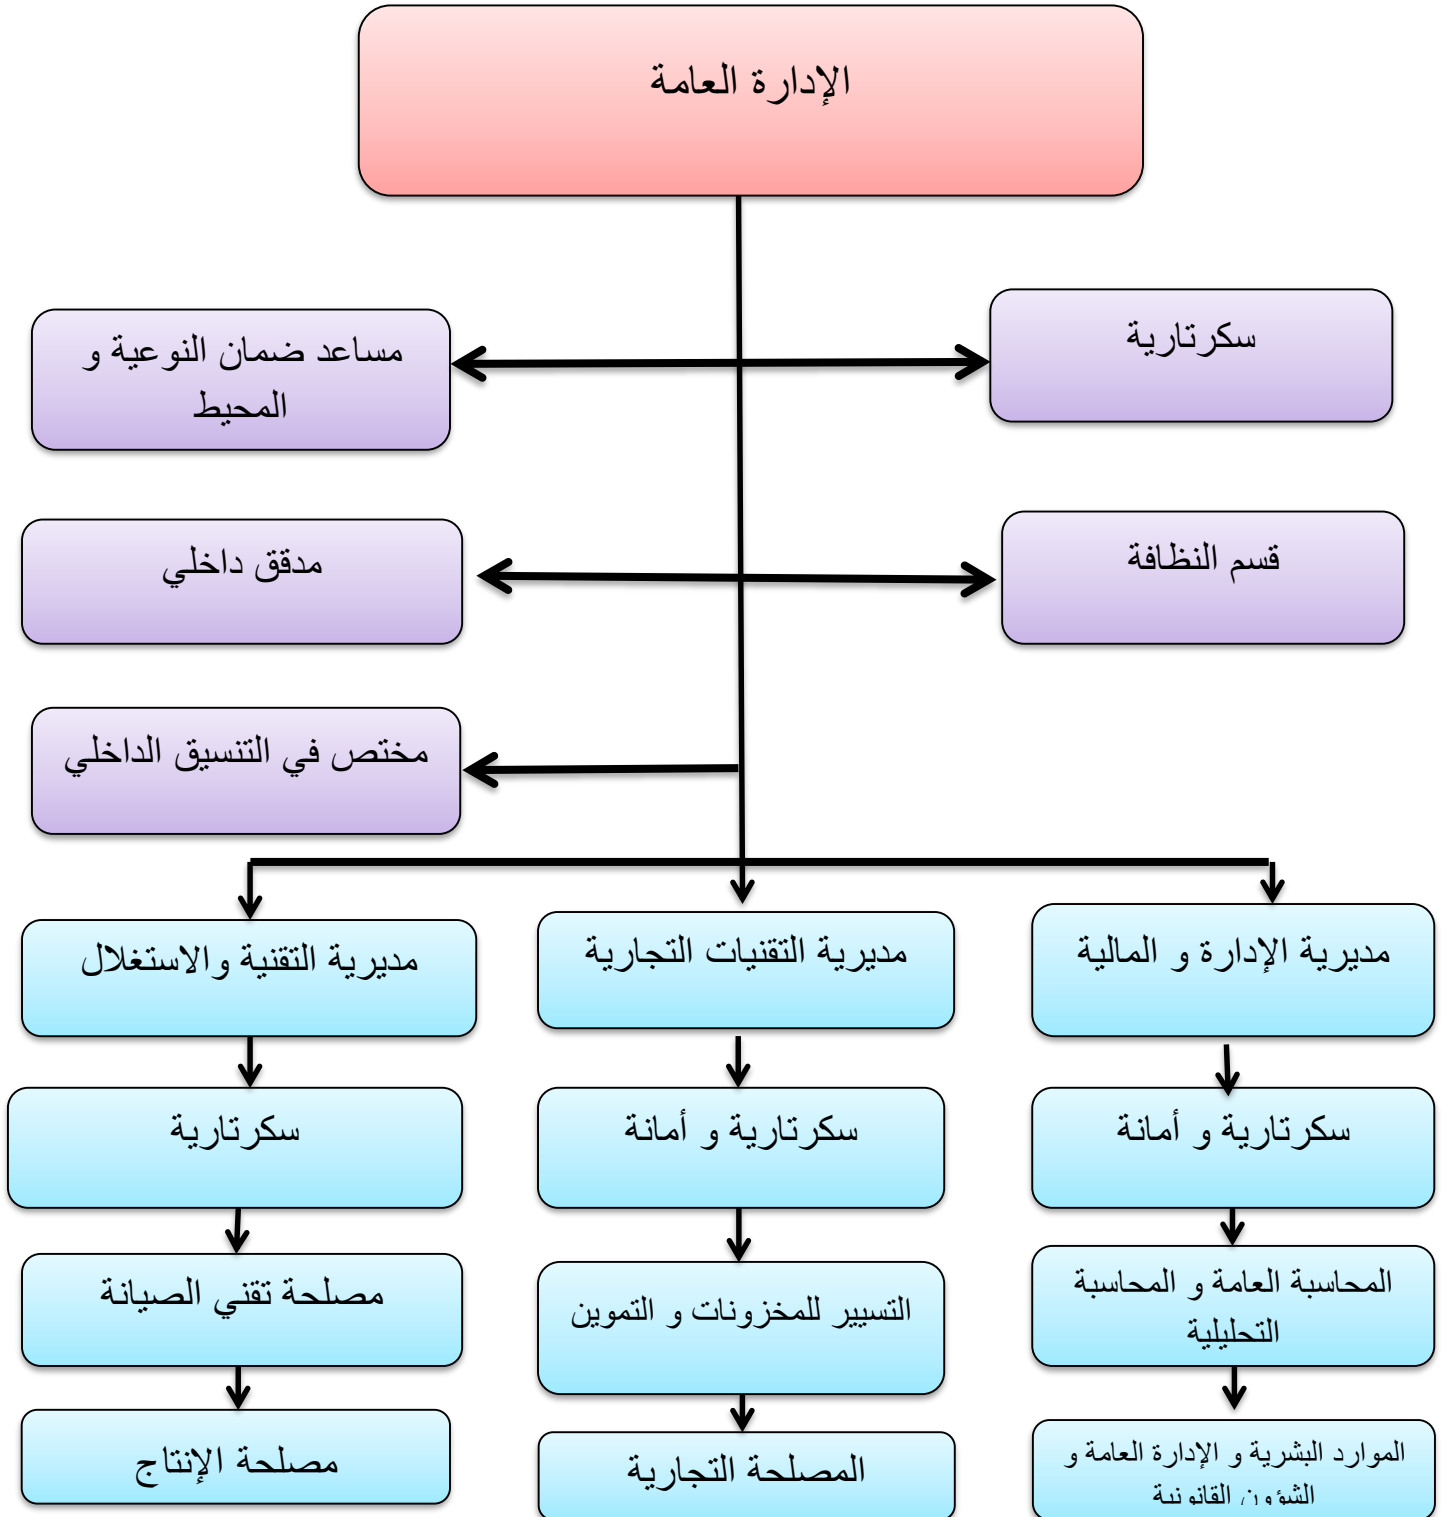 الإدارة العامة
سكرتارية
مساعد ضمان النوعية و
المحيط
قسم النظافة
مدقق داخلي
مختص في التنسيق الداخلي
مديرية الإدارة و المالية
مديرية التقنيات التجارية
مديرية التقنية والاستغلال
سكرتارية و أمانة
سكرتارية و أمانة
سكرتارية
المحاسبة العامة و المحاسبة
التحليلية
التسيير للمخزونات و التموين
مصلحة تقني الصيانة
الموارد البشرية و الإدارة العامة و
الشؤون القانونية
المصلحة التجارية
مصلحة الإنتاج